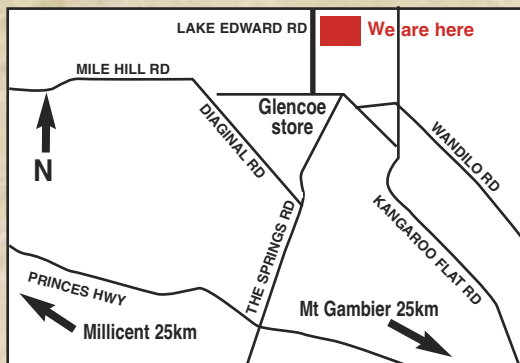 LAKE EDWARD RD
We are here
MILE HILL RD
Glencoe
store
DIAGINAL RD
N
WANDILO RD
KANGAROO FLAT RD
THE SPRINGS RD
PRINCES HWY
Mt Gambier 25km
Millicent 25km